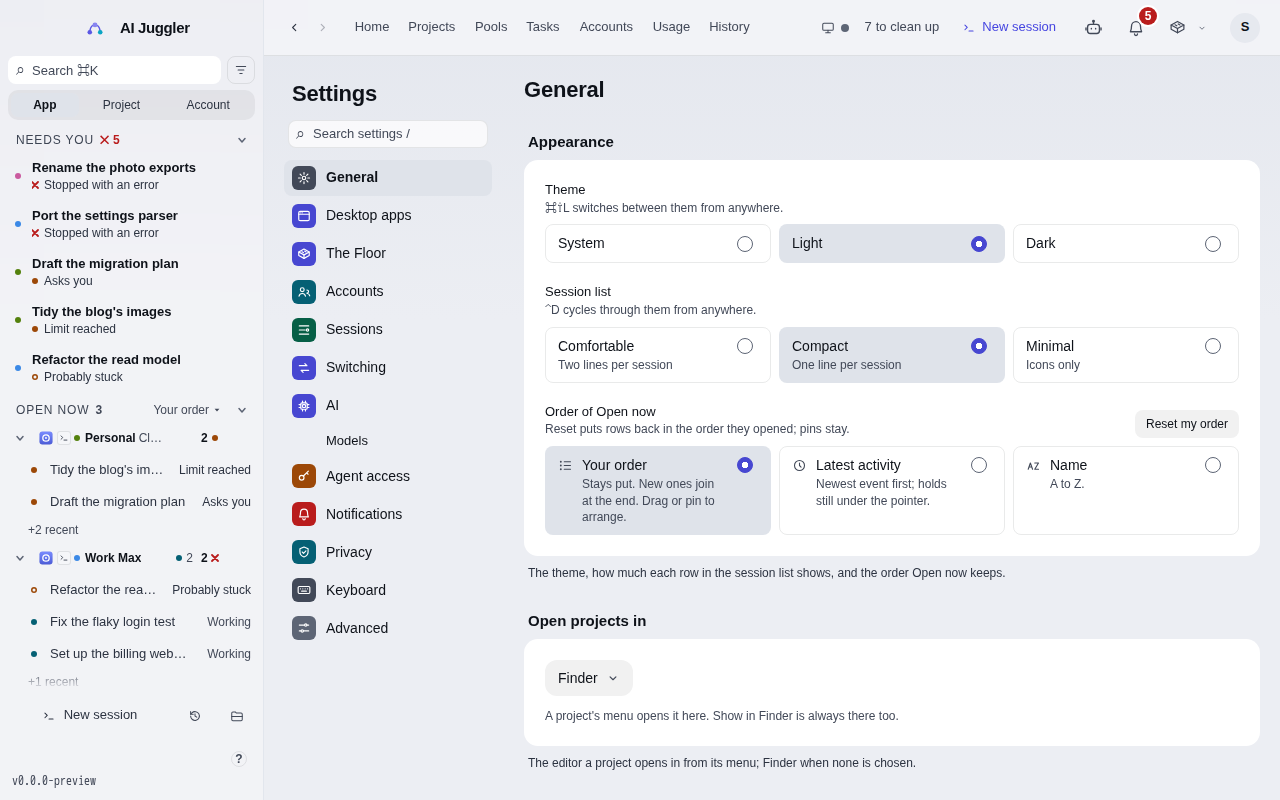 AI Juggler
Search ⌘K
App Project Account
NEEDS YOU 5
Rename the photo exports
Stopped with an error
Port the settings parser
Stopped with an error
Draft the migration plan
Asks you
Tidy the blog's images
Limit reached
Refactor the read model
Probably stuck
OPEN NOW 3 Your order
Personal Cl… 2
Tidy the blog's im… Limit reached
Draft the migration plan Asks you
+2 recent
Work Max 2 2
Refactor the rea… Probably stuck
Fix the flaky login test Working
Set up the billing web… Working
+1 recent
New session
?
v0.0.0-preview
Home Projects Pools Tasks Accounts Usage History
7 to clean up
New session
5
S
Settings
Search settings /
General
Desktop apps
The Floor
Accounts
Sessions
Switching
AI
Models
Agent access
Notifications
Privacy
Keyboard
Advanced
General
Appearance
Theme
⌘⇧L switches between them from anywhere.
System Light Dark
Session list
^D cycles through them from anywhere.
Comfortable
Two lines per session
Compact
One line per session
Minimal
Icons only
Order of Open now
Reset puts rows back in the order they opened; pins stay.
Reset my order
Your order
Stays put. New ones join
at the end. Drag or pin to
arrange.
Latest activity
Newest event first; holds
still under the pointer.
AZ Name
A to Z.
The theme, how much each row in the session list shows, and the order Open now keeps.
Open projects in
Finder
A project's menu opens it here. Show in Finder is always there too.
The editor a project opens in from its menu; Finder when none is chosen.